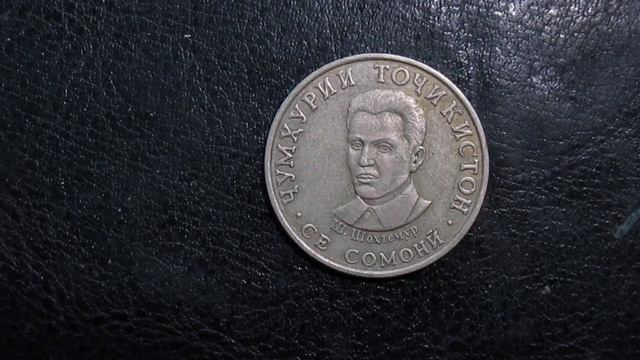 ҶУМҲУРИИ ТОҶИКИСТОН
Ш. Шохтемур
СЕ СОМОНӢ